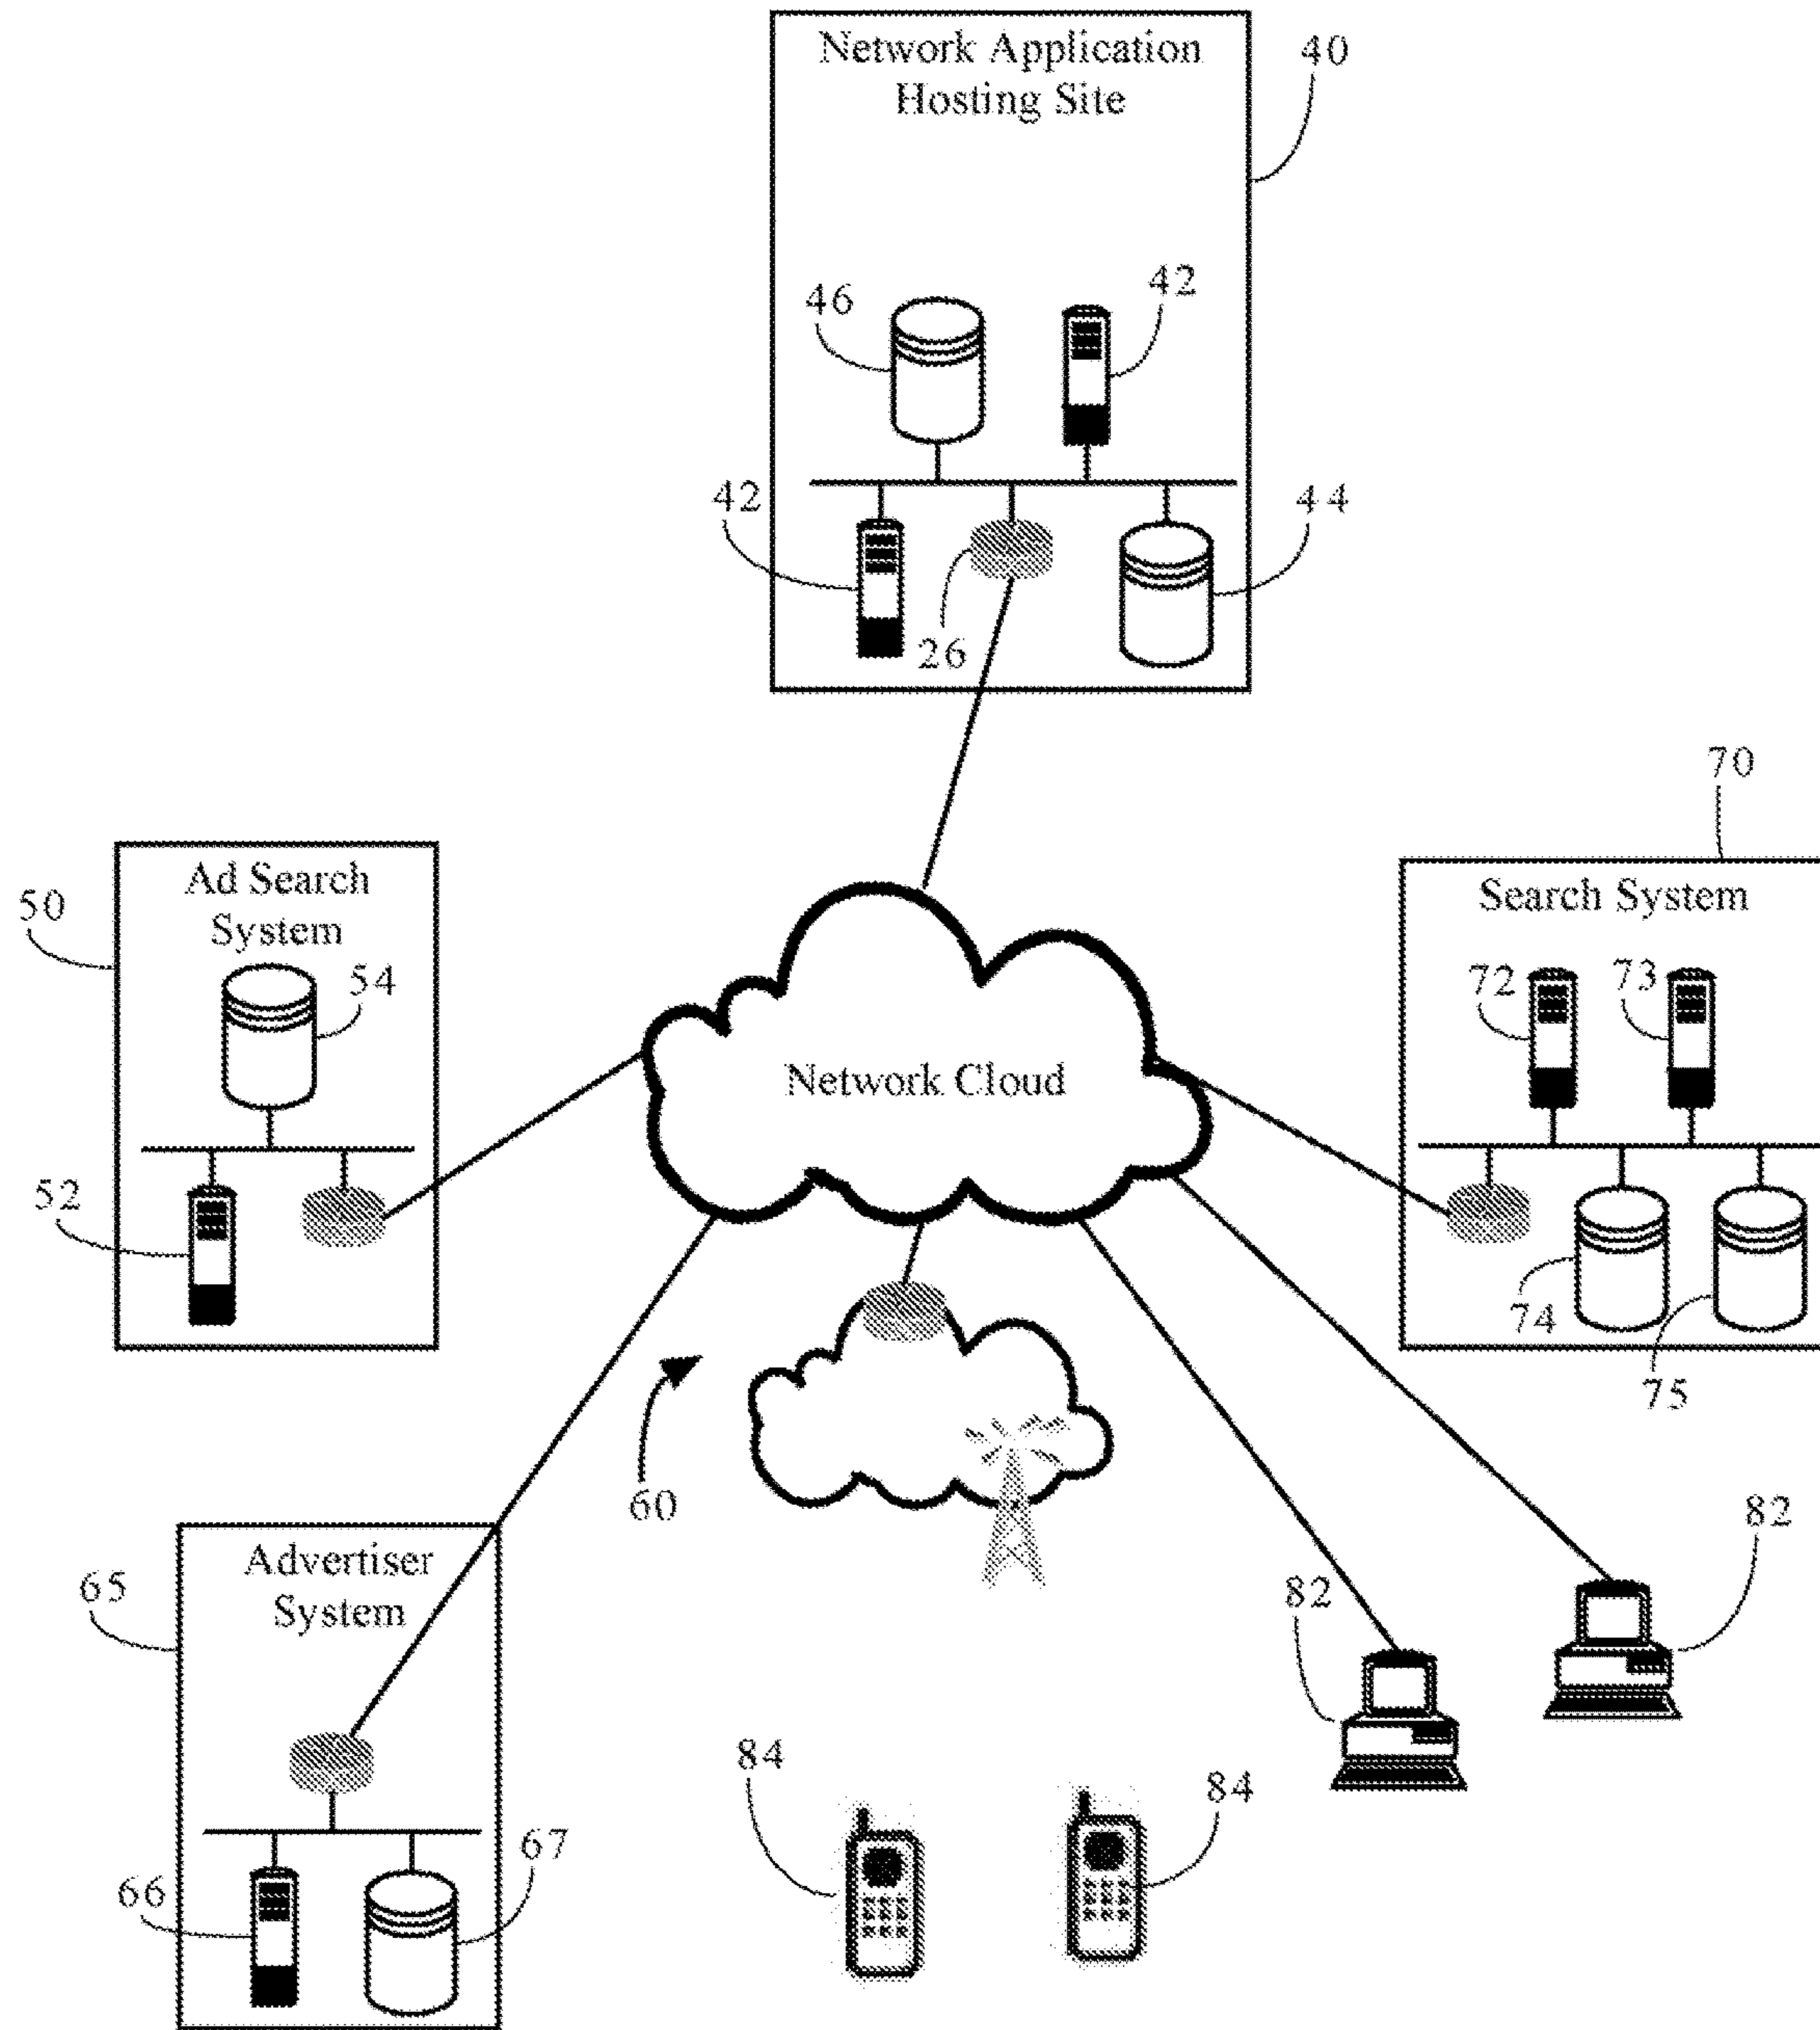 Network Application
Hosting Site
40
46
42
42
44
26
70
Ad Search
System
50
54
52
Network Cloud
Search System
72
73
74
75
60
Advertiser
System
65
66
67
82
82
84
84